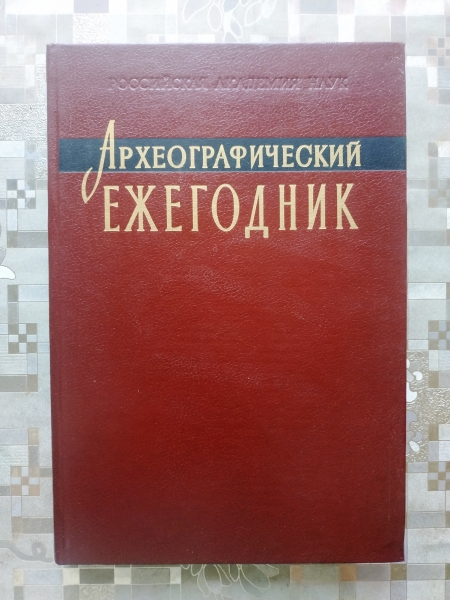 РОССИЙСКАЯ АКАДЕМИЯ НАУК
АРХЕОГРАФИЧЕСКИЙ
ЕЖЕГОДНИК